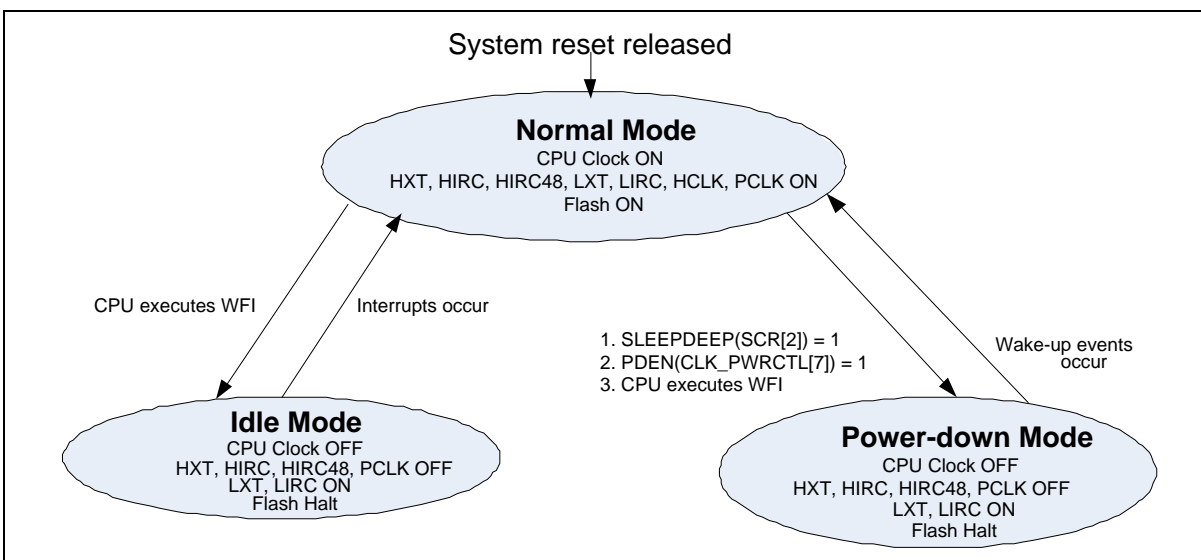 System reset released
Normal Mode
CPU Clock ON
HXT, HIRC, HIRC48, LXT, LIRC, HCLK, PCLK ON
Flash ON
CPU executes WFI
Interrupts occur
1. SLEEPDEEP(SCR[2]) = 1
2. PDEN(CLK_PWRCTL[7]) = 1
3. CPU executes WFI
Wake-up events
occur
Idle Mode
CPU Clock OFF
HXT, HIRC, HIRC48, PCLK OFF
LXT, LIRC ON
Flash Halt
Power-down Mode
CPU Clock OFF
HXT, HIRC, HIRC48, PCLK OFF
LXT, LIRC ON
Flash Halt